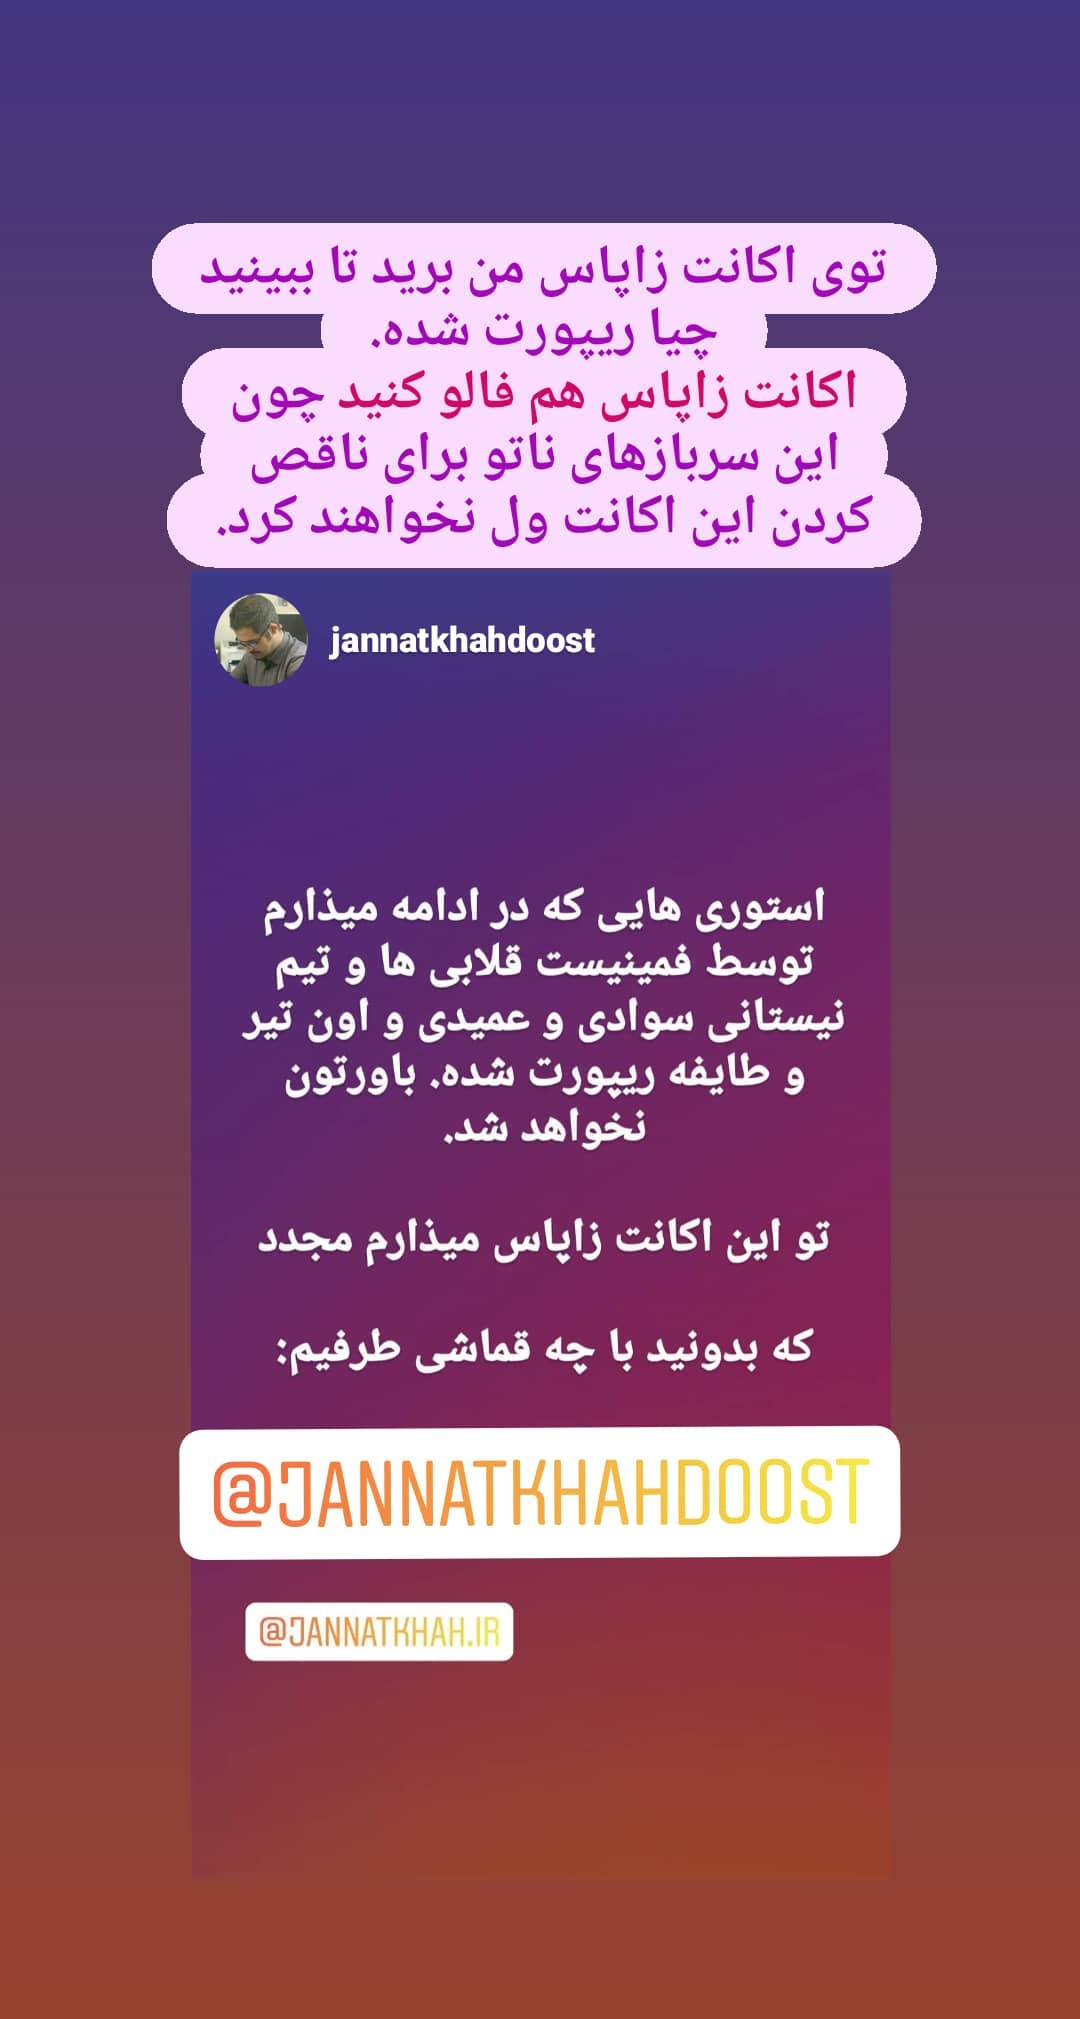 توی اکانت زاپاس من برید تا ببینید
چیا ریپورت شده.
اکانت زاپاس هم فالو کنید چون
این سربازهای ناتو برای ناقص
کردن این اکانت ول نخواهند کرد.
jannatkhahdoost
استوری هایی که در ادامه میذارم
توسط فمینیست قلابی ها و تیم
نیستانی سوادی و عمیدی و اون تیر
و طایفه ریپورت شده. باورتون
نخواهد شد.
تو این اکانت زاپاس میذارم مجدد
که بدونید با چه قماشی طرفیم:
@JANNATKHAHDOOST
@JANNATKHAH.IR